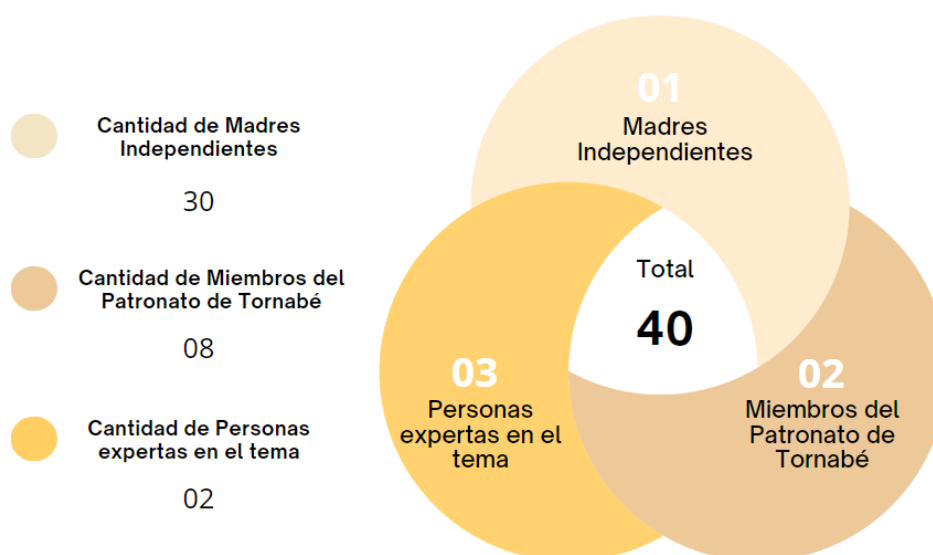 Cantidad de Madres
Independientes
30
Cantidad de Miembros del
Patronato de Tornabé
08
Cantidad de Personas
expertas en el tema
02
01
Madres
Independientes
Total
40
03
Personas
expertas en el
tema
02
Miembros del
Patronato de
Tornabé